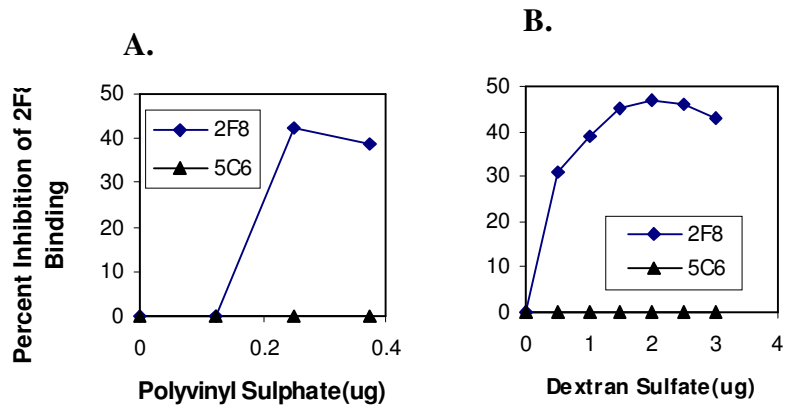 A.
B.
Percent Inhibition of 2F8
Binding
50
40
30
20
10
0
2F8
5C6
0
0.2
0.4
Polyvinyl Sulphate(ug)
50
40
30
20
10
0
2F8
5C6
0
1
2
3
4
Dextran Sulfate(ug)